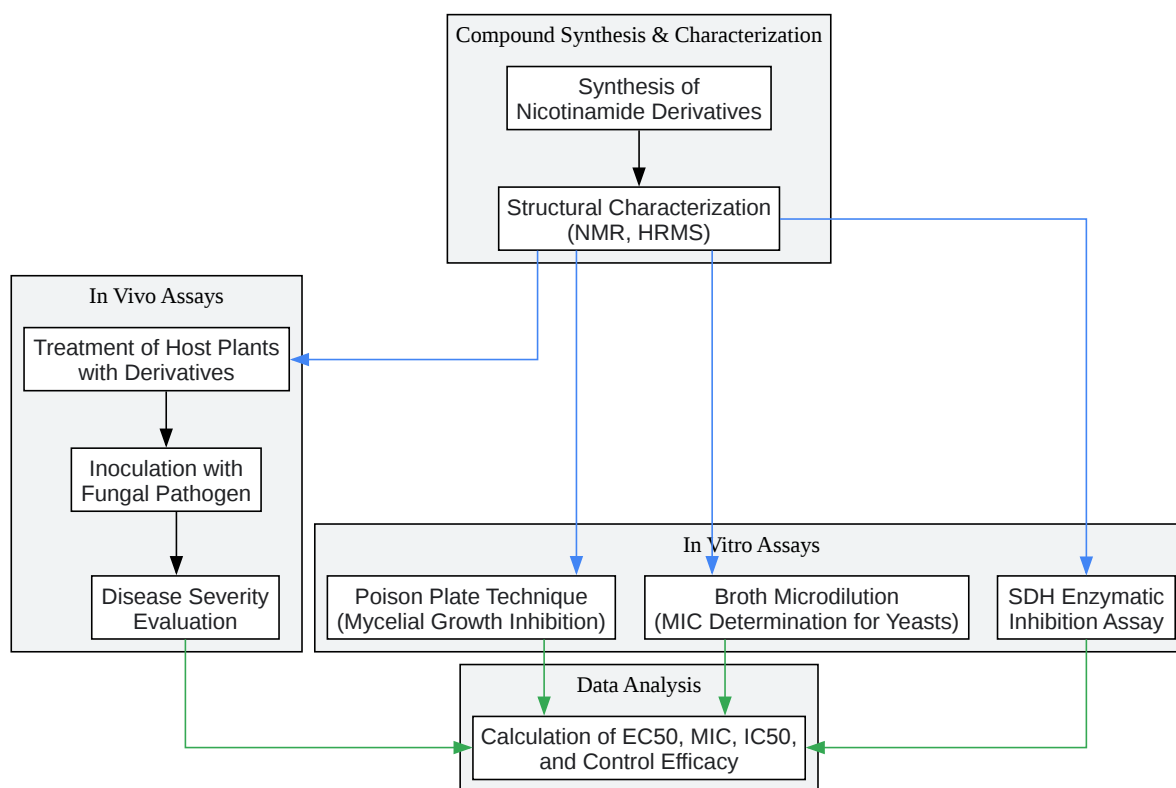 Compound Synthesis & Characterization
Synthesis of
Nicotinamide Derivatives
Structural Characterization
(NMR, HRMS)
In Vivo Assays
Treatment of Host Plants
with Derivatives
Inoculation with
Fungal Pathogen
Disease Severity
Evaluation
In Vitro Assays
Poison Plate Technique
(Mycelial Growth Inhibition)
Broth Microdilution
(MIC Determination for Yeasts)
SDH Enzymatic
Inhibition Assay
Data Analysis
Calculation of EC50, MIC, IC50,
and Control Efficacy